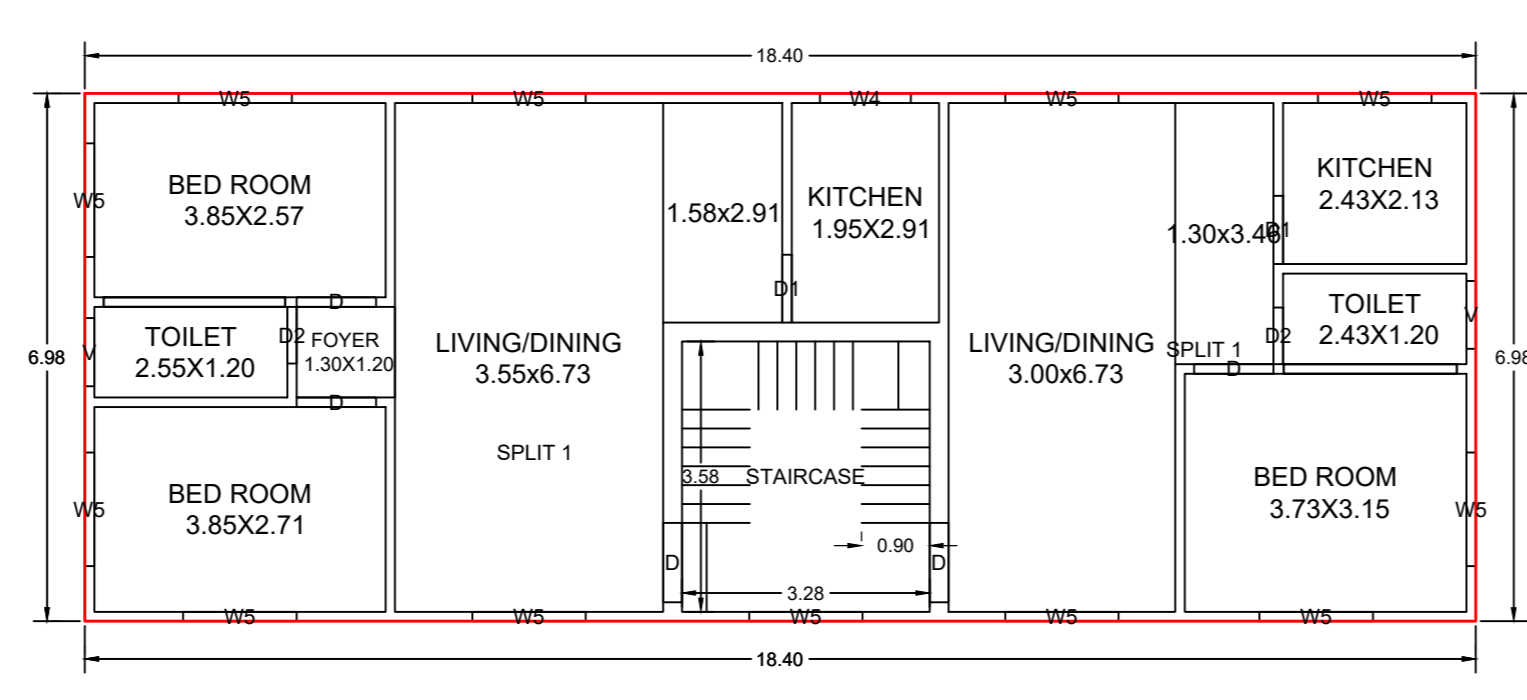 18.40
W5
W5
W4
W5
W5
BED ROOM
3.85X2.57
W5
1.58x2.91
KITCHEN
1.95X2.91
KITCHEN
2.43X2.13
1.30x3.46
D1
D1
D
TOILET
2.55X1.20
D2
FOYER
1.30X1.20
V
6.98
LIVING/DINING
3.55x6.73
LIVING/DINING
3.00x6.73
SPLIT 1
D2
TOILET
2.43X1.20
V
6.98
D
D
SPLIT 1
BED ROOM
3.85X2.71
W5
3.58
STAIRCASE
BED ROOM
3.73X3.15
W5
0.90
D
D
3.28
W5
W5
W5
W5
W5
18.40